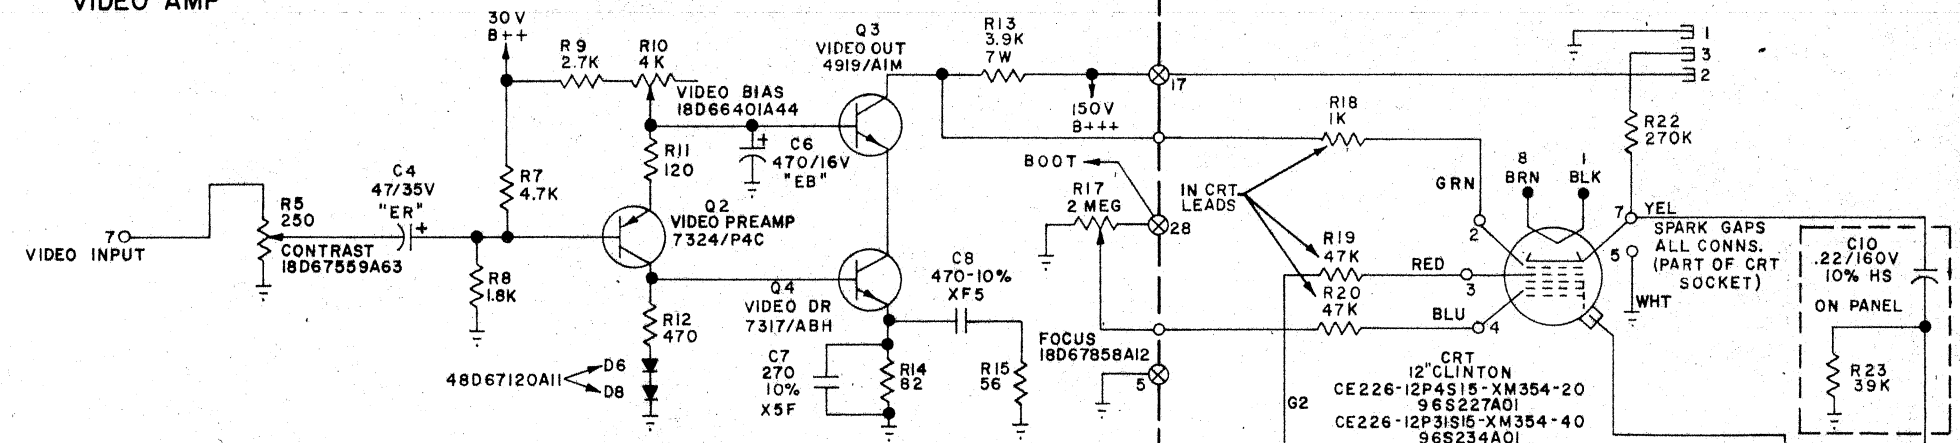 VIDEO AMP
30V
B++
R9
2.7K
R10
4K
VIDEO BIAS
18D66401A44
Q3
VIDEO OUT
4919/A1M
R13
3.9K
7W
17
150V
B+++
1
3
2
R18
1K
R22
270K
R11
120
C6
470/16V
"EB"
+
BOOT
R17
2 MEG
28
IN CRT
LEADS
GRN
2
8
BRN
1
BLK
7
YEL
SPARK GAPS
ALL CONNS.
(PART OF CRT
SOCKET)
5
WHT
C10
.22/160V
10% HS
ON PANEL
R23
39K
C4
47/35V
"ER"
+
R7
4.7K
Q2
VIDEO PREAMP
7324/P4C
R5
250
CONTRAST
18D67559A63
7
VIDEO INPUT
R8
1.8K
Q4
VIDEO DR
7317/A8H
C8
470-10%
XF5
R19
47K
R20
47K
RED
3
BLU
4
R12
470
FOCUS
18D67858A12
5
48D67120A11
D6
D8
C7
270
10%
X5F
R14
82
R15
56
G2
CRT
12"CLINTON
CE226-12P4S15-XM354-20
96S227A01
CE226-12P31S15-XM354-40
96S234A01